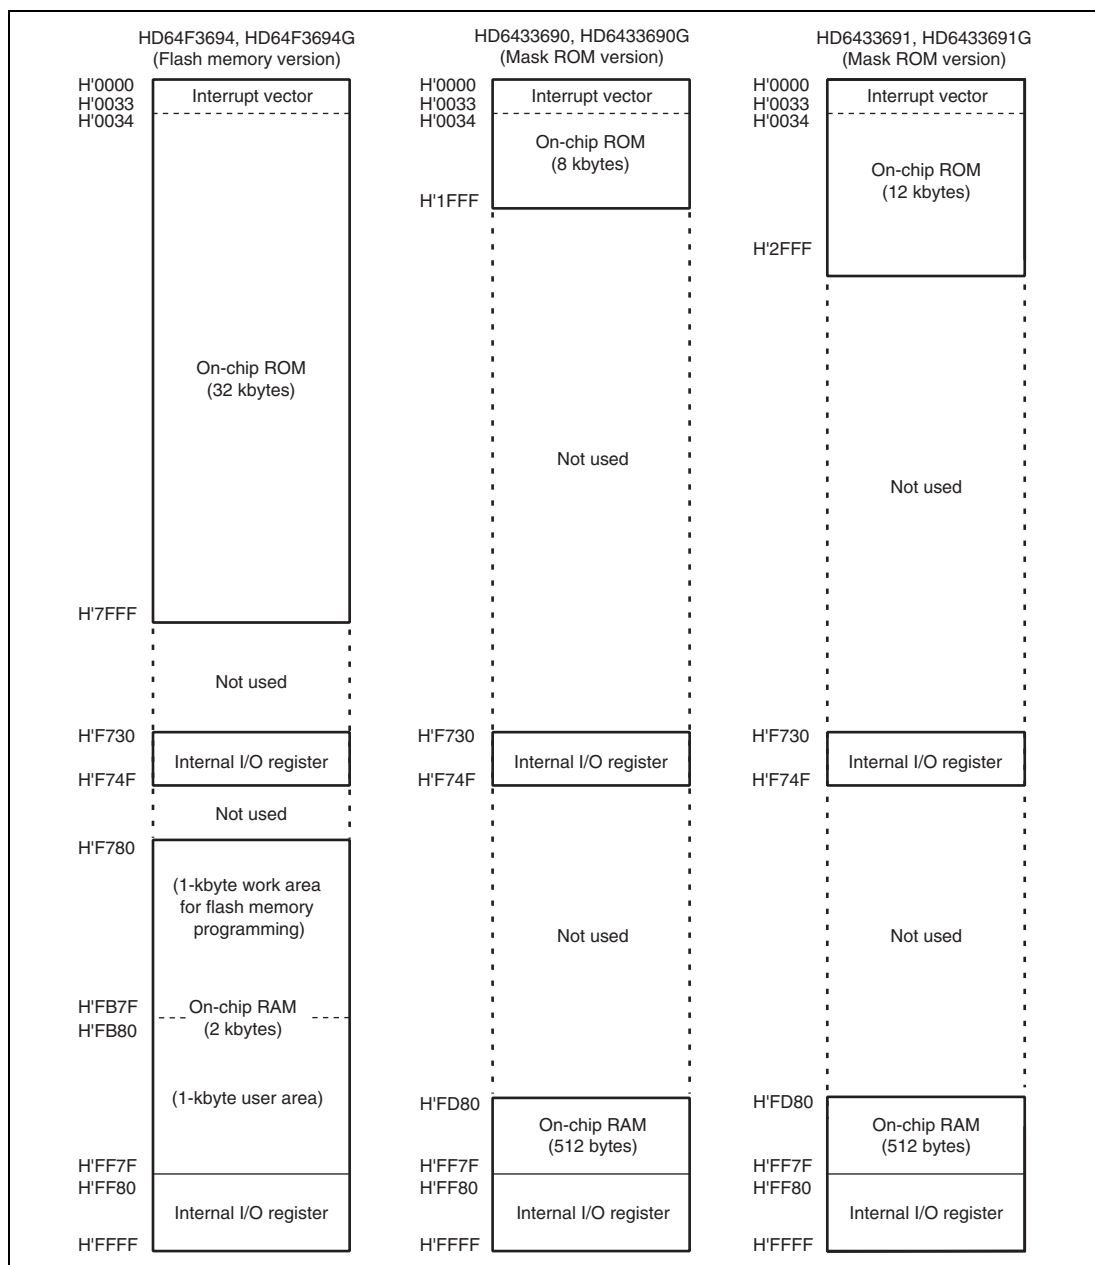 HD64F3694, HD64F3694G
(Flash memory version)
H'0000
H'0033
H'0034
Interrupt vector
On-chip ROM
(32 kbytes)
H'7FFF
Not used
H'F730
Internal I/O register
H'F74F
Not used
H'F780
(1-kbyte work area
for flash memory
programming)
H'FB7F
H'FB80
On-chip RAM
(2 kbytes)
(1-kbyte user area)
H'FF7F
H'FF80
Internal I/O register
H'FFFF
HD6433690, HD6433690G
(Mask ROM version)
H'0000
H'0033
H'0034
Interrupt vector
On-chip ROM
(8 kbytes)
H'1FFF
Not used
H'F730
Internal I/O register
H'F74F
Not used
H'FD80
On-chip RAM
(512 bytes)
H'FF7F
H'FF80
Internal I/O register
H'FFFF
HD6433691, HD6433691G
(Mask ROM version)
H'0000
H'0033
H'0034
Interrupt vector
On-chip ROM
(12 kbytes)
H'2FFF
Not used
H'F730
Internal I/O register
H'F74F
Not used
H'FD80
On-chip RAM
(512 bytes)
H'FF7F
H'FF80
Internal I/O register
H'FFFF